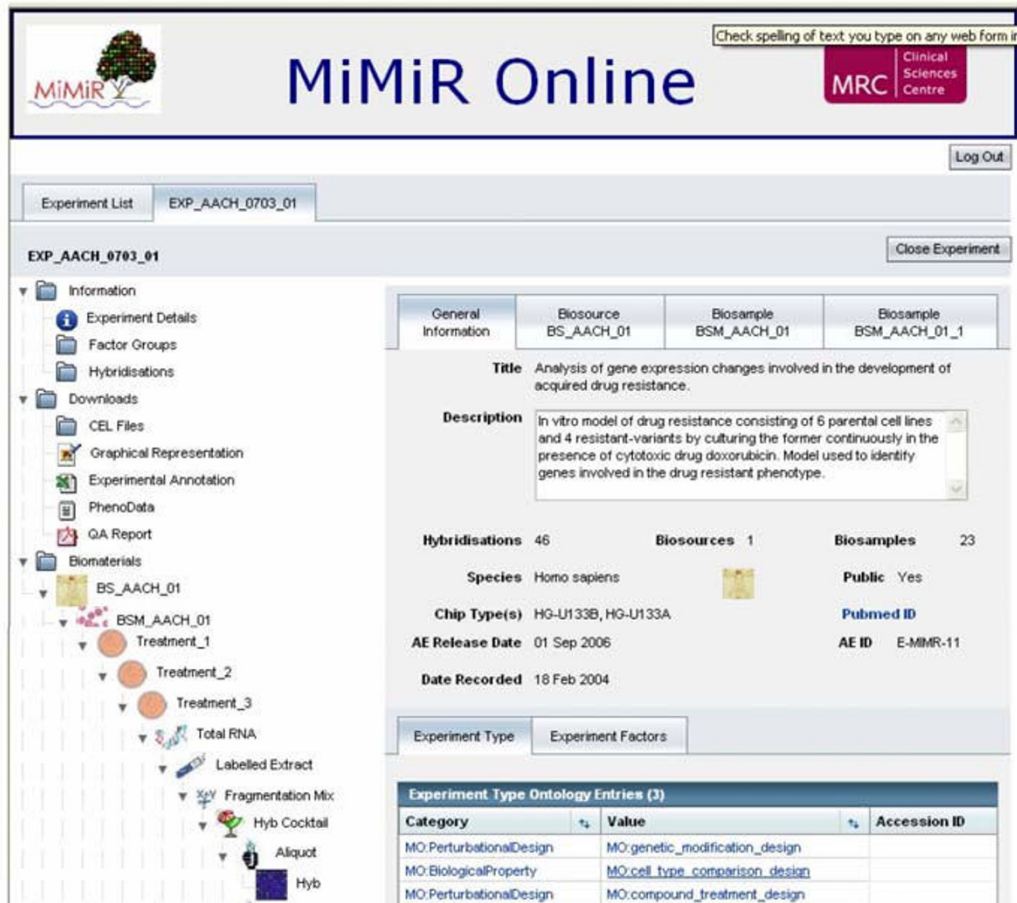 Check spelling of text you type on any web form in
MiMiR
MiMiR Online
MRC
Clinical
Sciences
Centre
Log Out
Experiment List
EXP_AACH_0703_01
EXP_AACH_0703_01
Close Experiment
Information
Experiment Details
Factor Groups
Hybridisations
Downloads
CEL Files
Graphical Representation
Experimental Annotation
PhenoData
QA Report
Biomaterials
BS_AACH_01
BSM_AACH_01
Treatment_1
Treatment_2
Treatment_3
Total RNA
Labelled Extract
X+Y
Fragmentation Mix
Hyb Cocktail
Aliquot
Hyb
General
Information
Biosource
BS_AACH_01
Biosample
BSM_AACH_01
Biosample
BSM_AACH_01_1
Title Analysis of gene expression changes involved in the development of
acquired drug resistance.
Description In vitro model of drug resistance consisting of 6 parental cell lines
and 4 resistant-variants by culturing the former continuously in the
presence of cytotoxic drug doxorubicin. Model used to identify
genes involved in the drug resistant phenotype.
Hybridisations 46 Biosources 1 Biosamples 23
Species Homo sapiens Public Yes
Chip Type(s) HG-U133B, HG-U133A Pubmed ID
AE Release Date 01 Sep 2006 AE ID E-MIMR-11
Date Recorded 18 Feb 2004
Experiment Type Experiment Factors
Experiment Type Ontology Entries (3)
Category Value Accession ID
MO:PerturbationalDesign MO:genetic_modification_design
MO:BiologicalProperty MO:cell_type_comparison_design
MO:PerturbationalDesign MO:compound_treatment_design